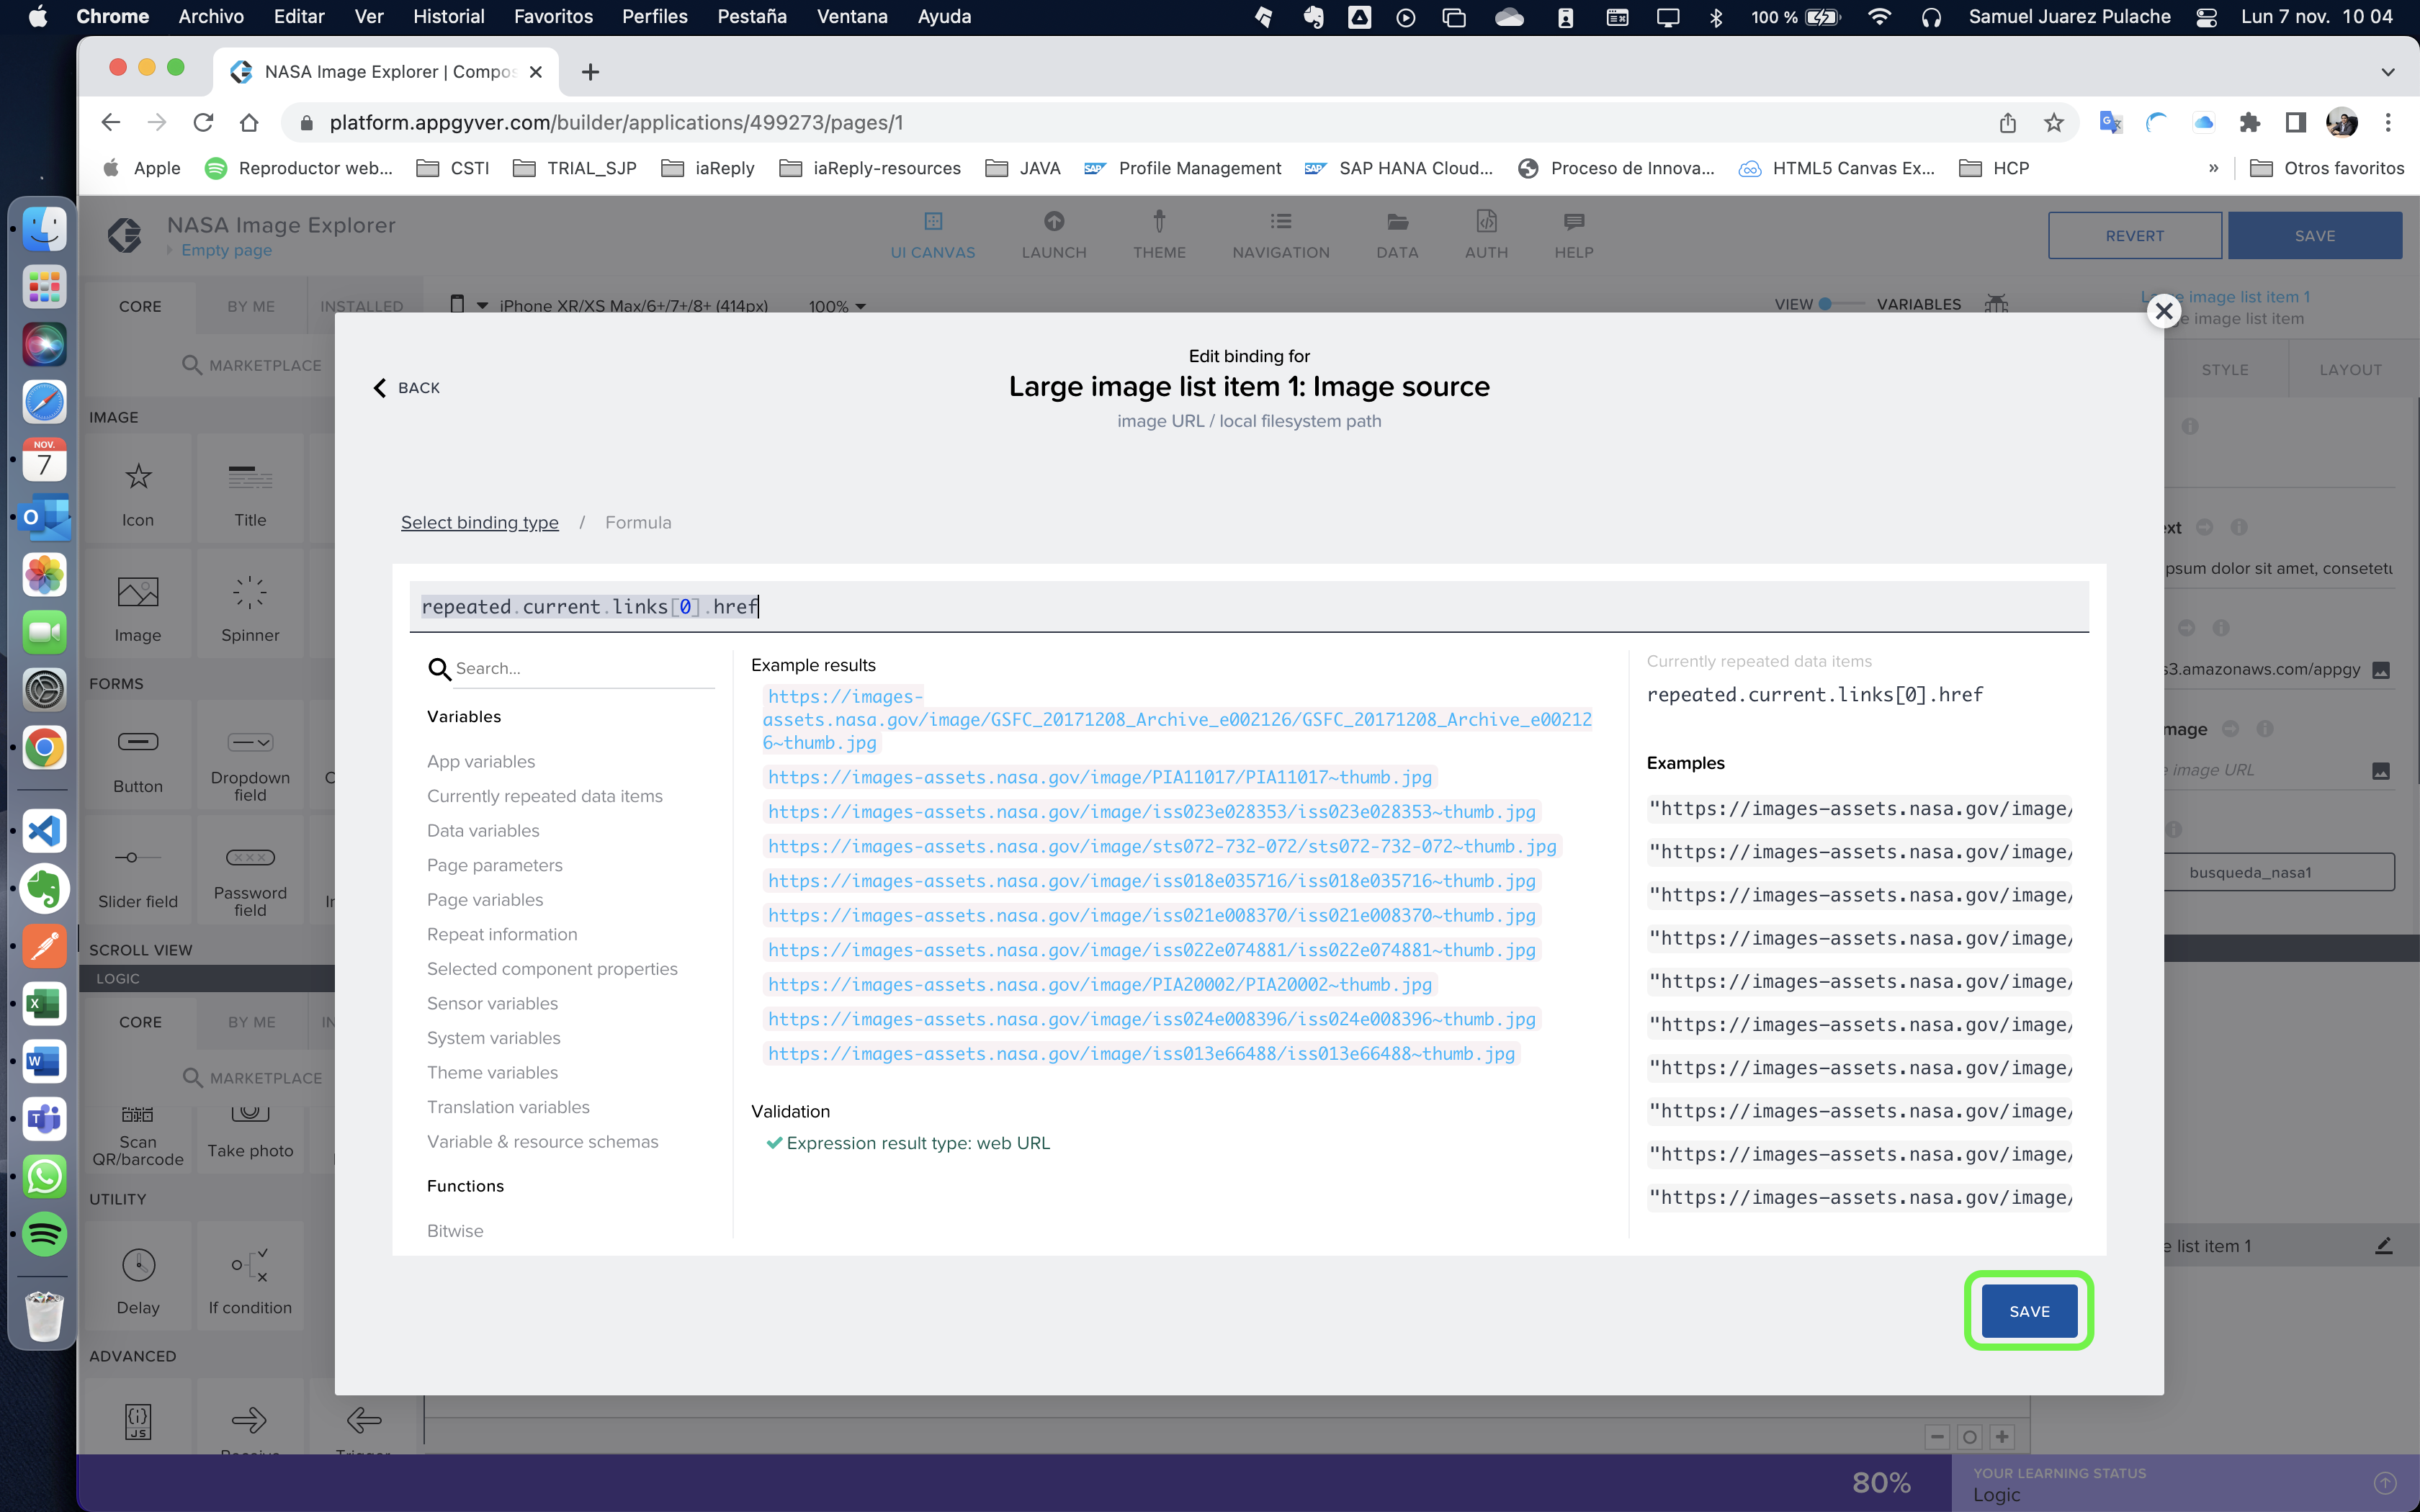 Chrome Archivo Editar Ver Historial Favoritos Perfiles Pestaña Ventana Ayuda 100 % Samuel Juarez Pulache Lun 7 nov. 10 04
NASA Image Explorer | Compos
platform.appgyver.com/builder/applications/499273/pages/1
Apple Reproductor web... CSTI TRIAL_SJP iaReply iaReply-resources JAVA SAP Profile Management SAP SAP HANA Cloud... Proceso de Innova... HTML5 Canvas Ex... HCP » Otros favoritos
NASA Image Explorer
Empty page
UI CANVAS LAUNCH THEME NAVIGATION DATA AUTH HELP
REVERT SAVE
CORE BY ME INSTALLED
iPhone XR/XS Max/6+/7+/8+ (414px) 100%
VIEW VARIABLES
image list item 1
e image list item
STYLE LAYOUT
MARKETPLACE
IMAGE
Icon Title
Image Spinner
FORMS
Button Dropdown field
Slider field Password field
SCROLL VIEW
LOGIC
CORE BY ME IN
MARKETPLACE
Scan QR/barcode Take photo
UTILITY
Delay If condition
ADVANCED
JS
NOV.
7
Edit binding for
BACK
Large image list item 1: Image source
image URL / local filesystem path
Select binding type / Formula
repeated.current.links[0].href
Search...
Variables
App variables
Currently repeated data items
Data variables
Page parameters
Page variables
Repeat information
Selected component properties
Sensor variables
System variables
Theme variables
Translation variables
Variable & resource schemas
Functions
Bitwise
Example results
https://images-
assets.nasa.gov/image/GSFC_20171208_Archive_e002126/GSFC_20171208_Archive_e00212
6~thumb.jpg
https://images-assets.nasa.gov/image/PIA11017/PIA11017~thumb.jpg
https://images-assets.nasa.gov/image/iss023e028353/iss023e028353~thumb.jpg
https://images-assets.nasa.gov/image/sts072-732-072/sts072-732-072~thumb.jpg
https://images-assets.nasa.gov/image/iss018e035716/iss018e035716~thumb.jpg
https://images-assets.nasa.gov/image/iss021e008370/iss021e008370~thumb.jpg
https://images-assets.nasa.gov/image/iss022e074881/iss022e074881~thumb.jpg
https://images-assets.nasa.gov/image/PIA20002/PIA20002~thumb.jpg
https://images-assets.nasa.gov/image/iss024e008396/iss024e008396~thumb.jpg
https://images-assets.nasa.gov/image/iss013e66488/iss013e66488~thumb.jpg
Validation
Expression result type: web URL
Currently repeated data items
repeated.current.links[0].href
Examples
"https://images-assets.nasa.gov/image/
"https://images-assets.nasa.gov/image/
"https://images-assets.nasa.gov/image/
"https://images-assets.nasa.gov/image/
"https://images-assets.nasa.gov/image/
"https://images-assets.nasa.gov/image/
"https://images-assets.nasa.gov/image/
"https://images-assets.nasa.gov/image/
"https://images-assets.nasa.gov/image/
"https://images-assets.nasa.gov/image/
SAVE
ext
psum dolor sit amet, consetetu
s3.amazonaws.com/appgy
mage
e image URL
busqueda_nasa1
e list item 1
80%
YOUR LEARNING STATUS
Logic